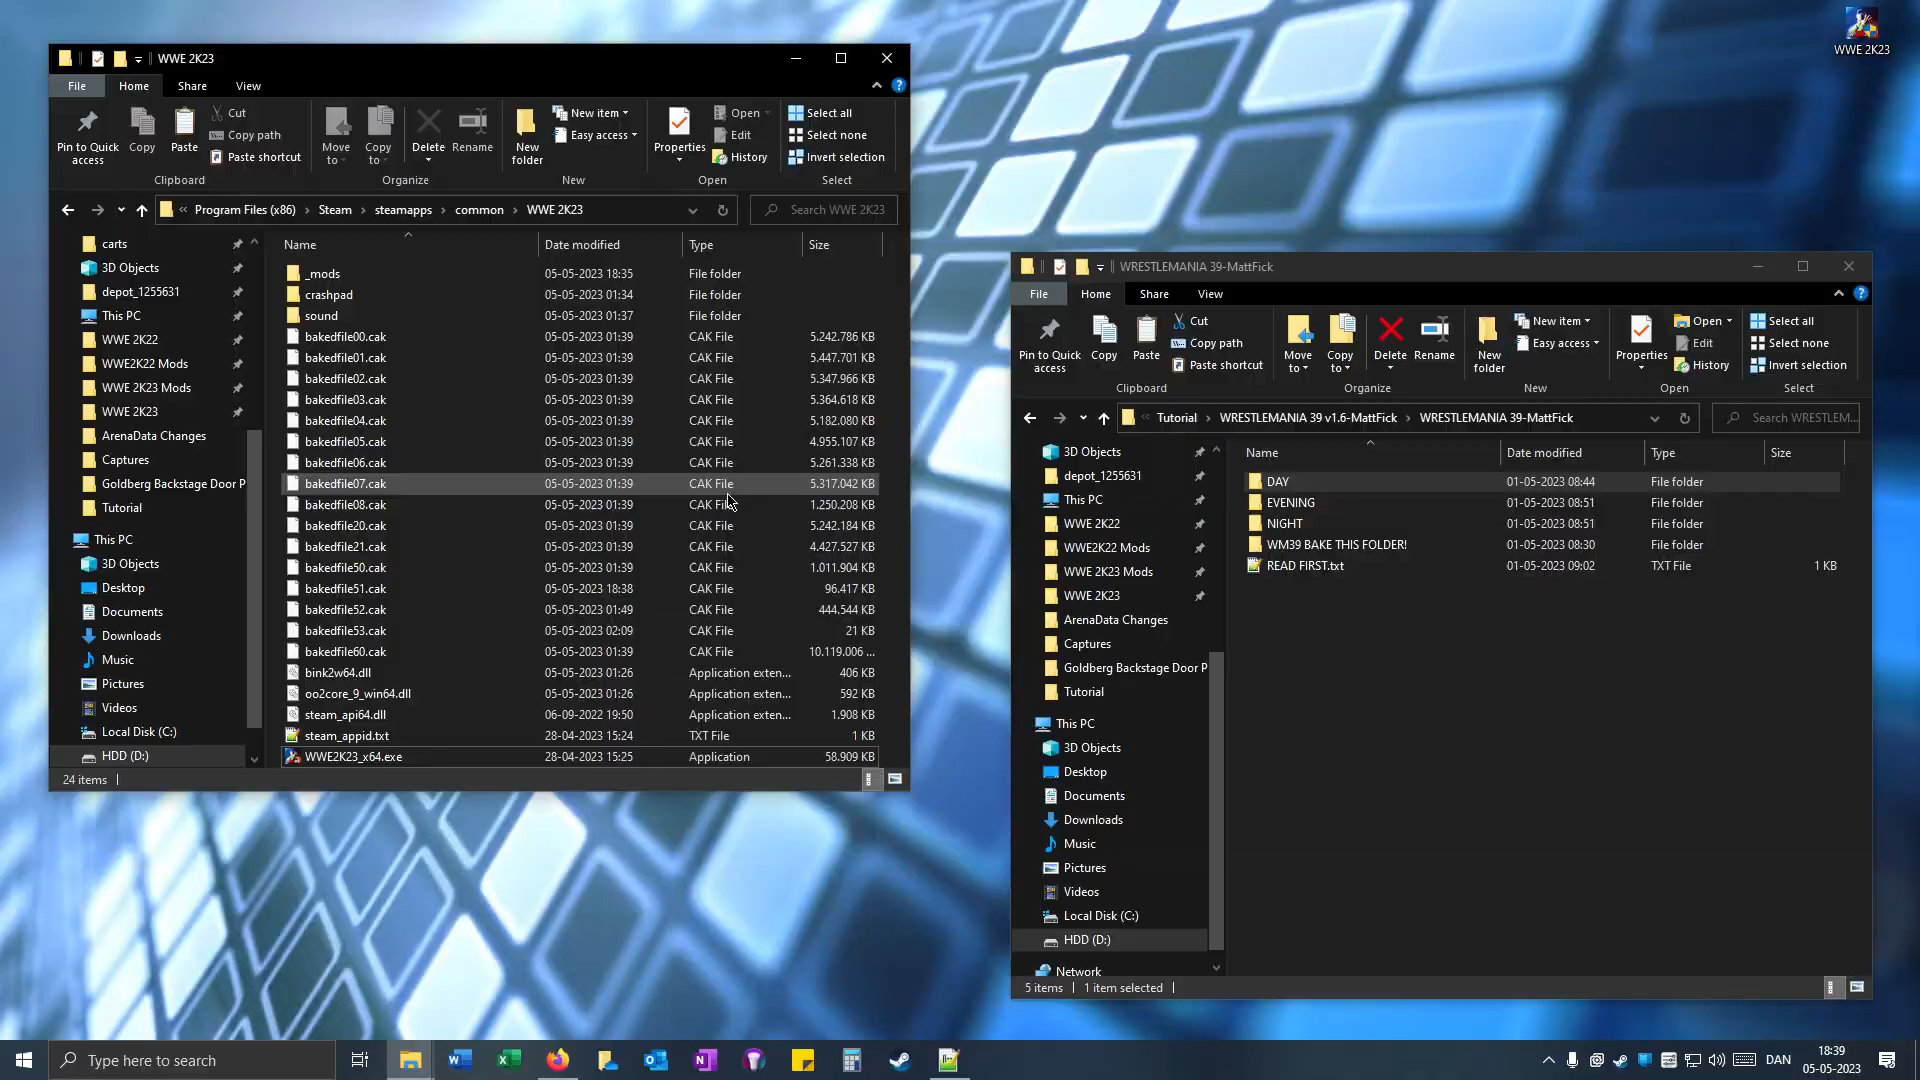 WWE 2K23
WWE 2K23
File Home Share View
Pin to Quick access
Copy
Paste
Cut
Copy path
Paste shortcut
Clipboard
Move to
Copy to
Delete
Rename
Organize
New folder
New item
Easy access
New
Properties
Open
Edit
History
Open
Select all
Select none
Invert selection
Select
Program Files (x86) › Steam › steamapps › common › WWE 2K23
Search WWE 2K23
carts
3D Objects
depot_1255631
This PC
WWE 2K22
WWE2K22 Mods
WWE 2K23 Mods
WWE 2K23
ArenaData Changes
Captures
Goldberg Backstage Door P
Tutorial
This PC
3D Objects
Desktop
Documents
Downloads
Music
Pictures
Videos
Local Disk (C:)
HDD (D:)
Name Date modified Type Size
_mods 05-05-2023 18:35 File folder
crashpad 05-05-2023 01:34 File folder
sound 05-05-2023 01:37 File folder
bakedfile00.cak 05-05-2023 01:39 CAK File 5.242.786 KB
bakedfile01.cak 05-05-2023 01:39 CAK File 5.447.701 KB
bakedfile02.cak 05-05-2023 01:39 CAK File 5.347.966 KB
bakedfile03.cak 05-05-2023 01:39 CAK File 5.364.618 KB
bakedfile04.cak 05-05-2023 01:39 CAK File 5.182.080 KB
bakedfile05.cak 05-05-2023 01:39 CAK File 4.955.107 KB
bakedfile06.cak 05-05-2023 01:39 CAK File 5.261.338 KB
bakedfile07.cak 05-05-2023 01:39 CAK File 5.317.042 KB
bakedfile08.cak 05-05-2023 01:39 CAK File 1.250.208 KB
bakedfile20.cak 05-05-2023 01:39 CAK File 5.242.184 KB
bakedfile21.cak 05-05-2023 01:39 CAK File 4.427.527 KB
bakedfile50.cak 05-05-2023 01:39 CAK File 1.011.904 KB
bakedfile51.cak 05-05-2023 18:38 CAK File 96.417 KB
bakedfile52.cak 05-05-2023 01:49 CAK File 444.544 KB
bakedfile53.cak 05-05-2023 02:09 CAK File 21 KB
bakedfile60.cak 05-05-2023 01:39 CAK File 10.119.006 ...
bink2w64.dll 05-05-2023 01:26 Application exten... 406 KB
oo2core_9_win64.dll 05-05-2023 01:26 Application exten... 592 KB
steam_api64.dll 06-09-2022 19:50 Application exten... 1.908 KB
steam_appid.txt 28-04-2023 15:24 TXT File 1 KB
WWE2K23_x64.exe 28-04-2023 15:25 Application 58.909 KB
24 items
WRESTLEMANIA 39-MattFick
File Home Share View
Pin to Quick access
Copy
Paste
Cut
Copy path
Paste shortcut
Clipboard
Move to
Copy to
Delete
Rename
Organize
New folder
New item
Easy access
New
Properties
Open
Edit
History
Open
Select all
Select none
Invert selection
Select
Tutorial › WRESTLEMANIA 39 v1.6-MattFick › WRESTLEMANIA 39-MattFick
Search WRESTLEM...
3D Objects
depot_1255631
This PC
WWE 2K22
WWE2K22 Mods
WWE 2K23 Mods
WWE 2K23
ArenaData Changes
Captures
Goldberg Backstage Door P
Tutorial
This PC
3D Objects
Desktop
Documents
Downloads
Music
Pictures
Videos
Local Disk (C:)
HDD (D:)
Network
Name Date modified Type Size
DAY 01-05-2023 08:44 File folder
EVENING 01-05-2023 08:51 File folder
NIGHT 01-05-2023 08:51 File folder
WM39 BAKE THIS FOLDER! 01-05-2023 08:30 File folder
READ FIRST.txt 01-05-2023 09:02 TXT File 1 KB
5 items 1 item selected
Type here to search
DAN
18:39
05-05-2023